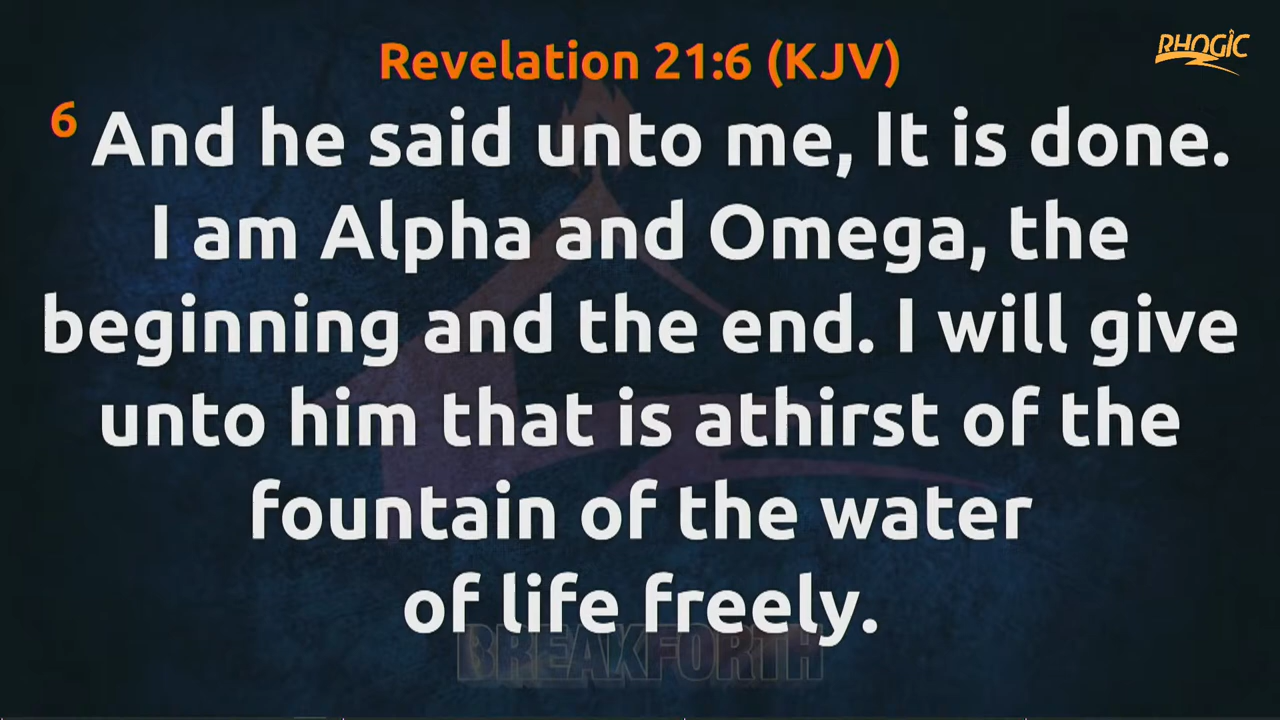 Revelation 21:6 (KJV)
RHOGIC
6 And he said unto me, It is done.
I am Alpha and Omega, the
beginning and the end. I will give
unto him that is athirst of the
fountain of the water
of life freely.
BREAKFORTH